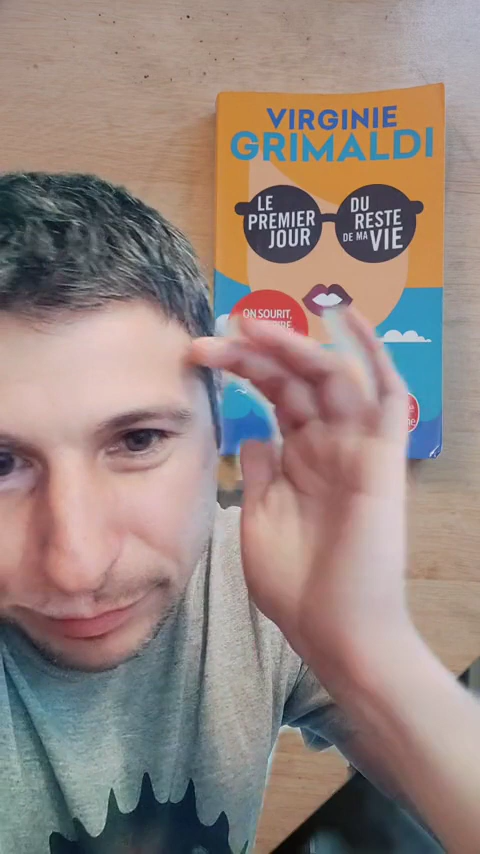 VIRGINIE
GRIMALDI
LE
PREMIER
JOUR
DU
RESTE
DE MA VIE
ON SOURIT,